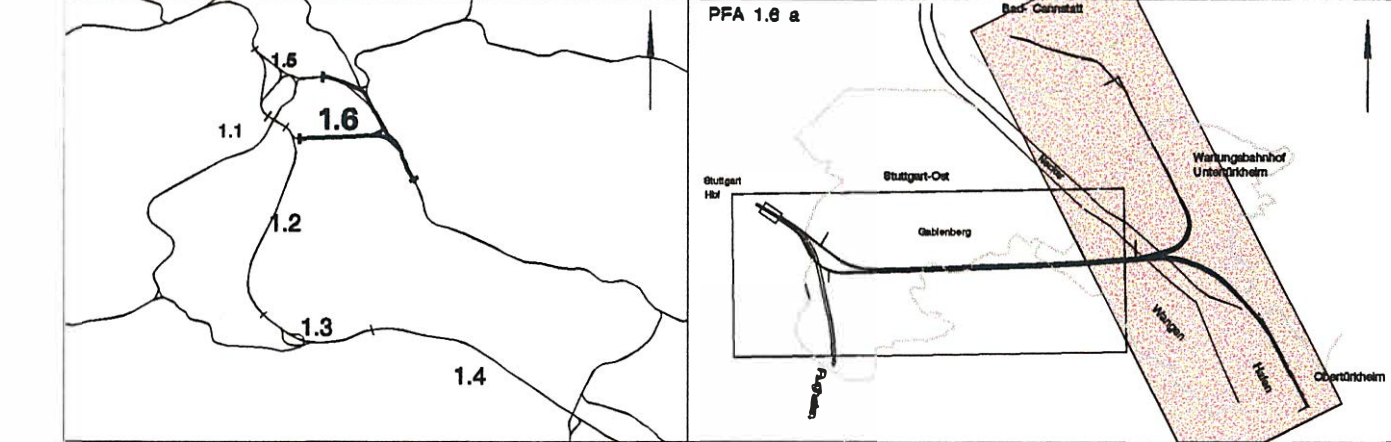 1.5
1.6
1.1
1.2
1.3
1.4
PFA 1.6 a
Bad- Cannstatt
Wartungsbahnhof
Untertürkheim
Neckar
Stuttgart
Hbf
Stuttgart-Ost
Gablenberg
Wangen
Hafen
Obertürkheim
Flughafen